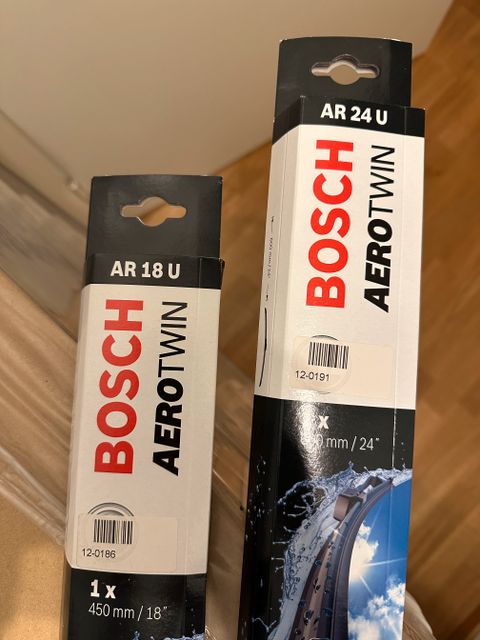 AR 18 U
BOSCH
AEROTWIN
12-0186
1 x
450 mm / 18"
AR 24 U
BOSCH
AEROTWIN
12-0191
x
mm / 24"